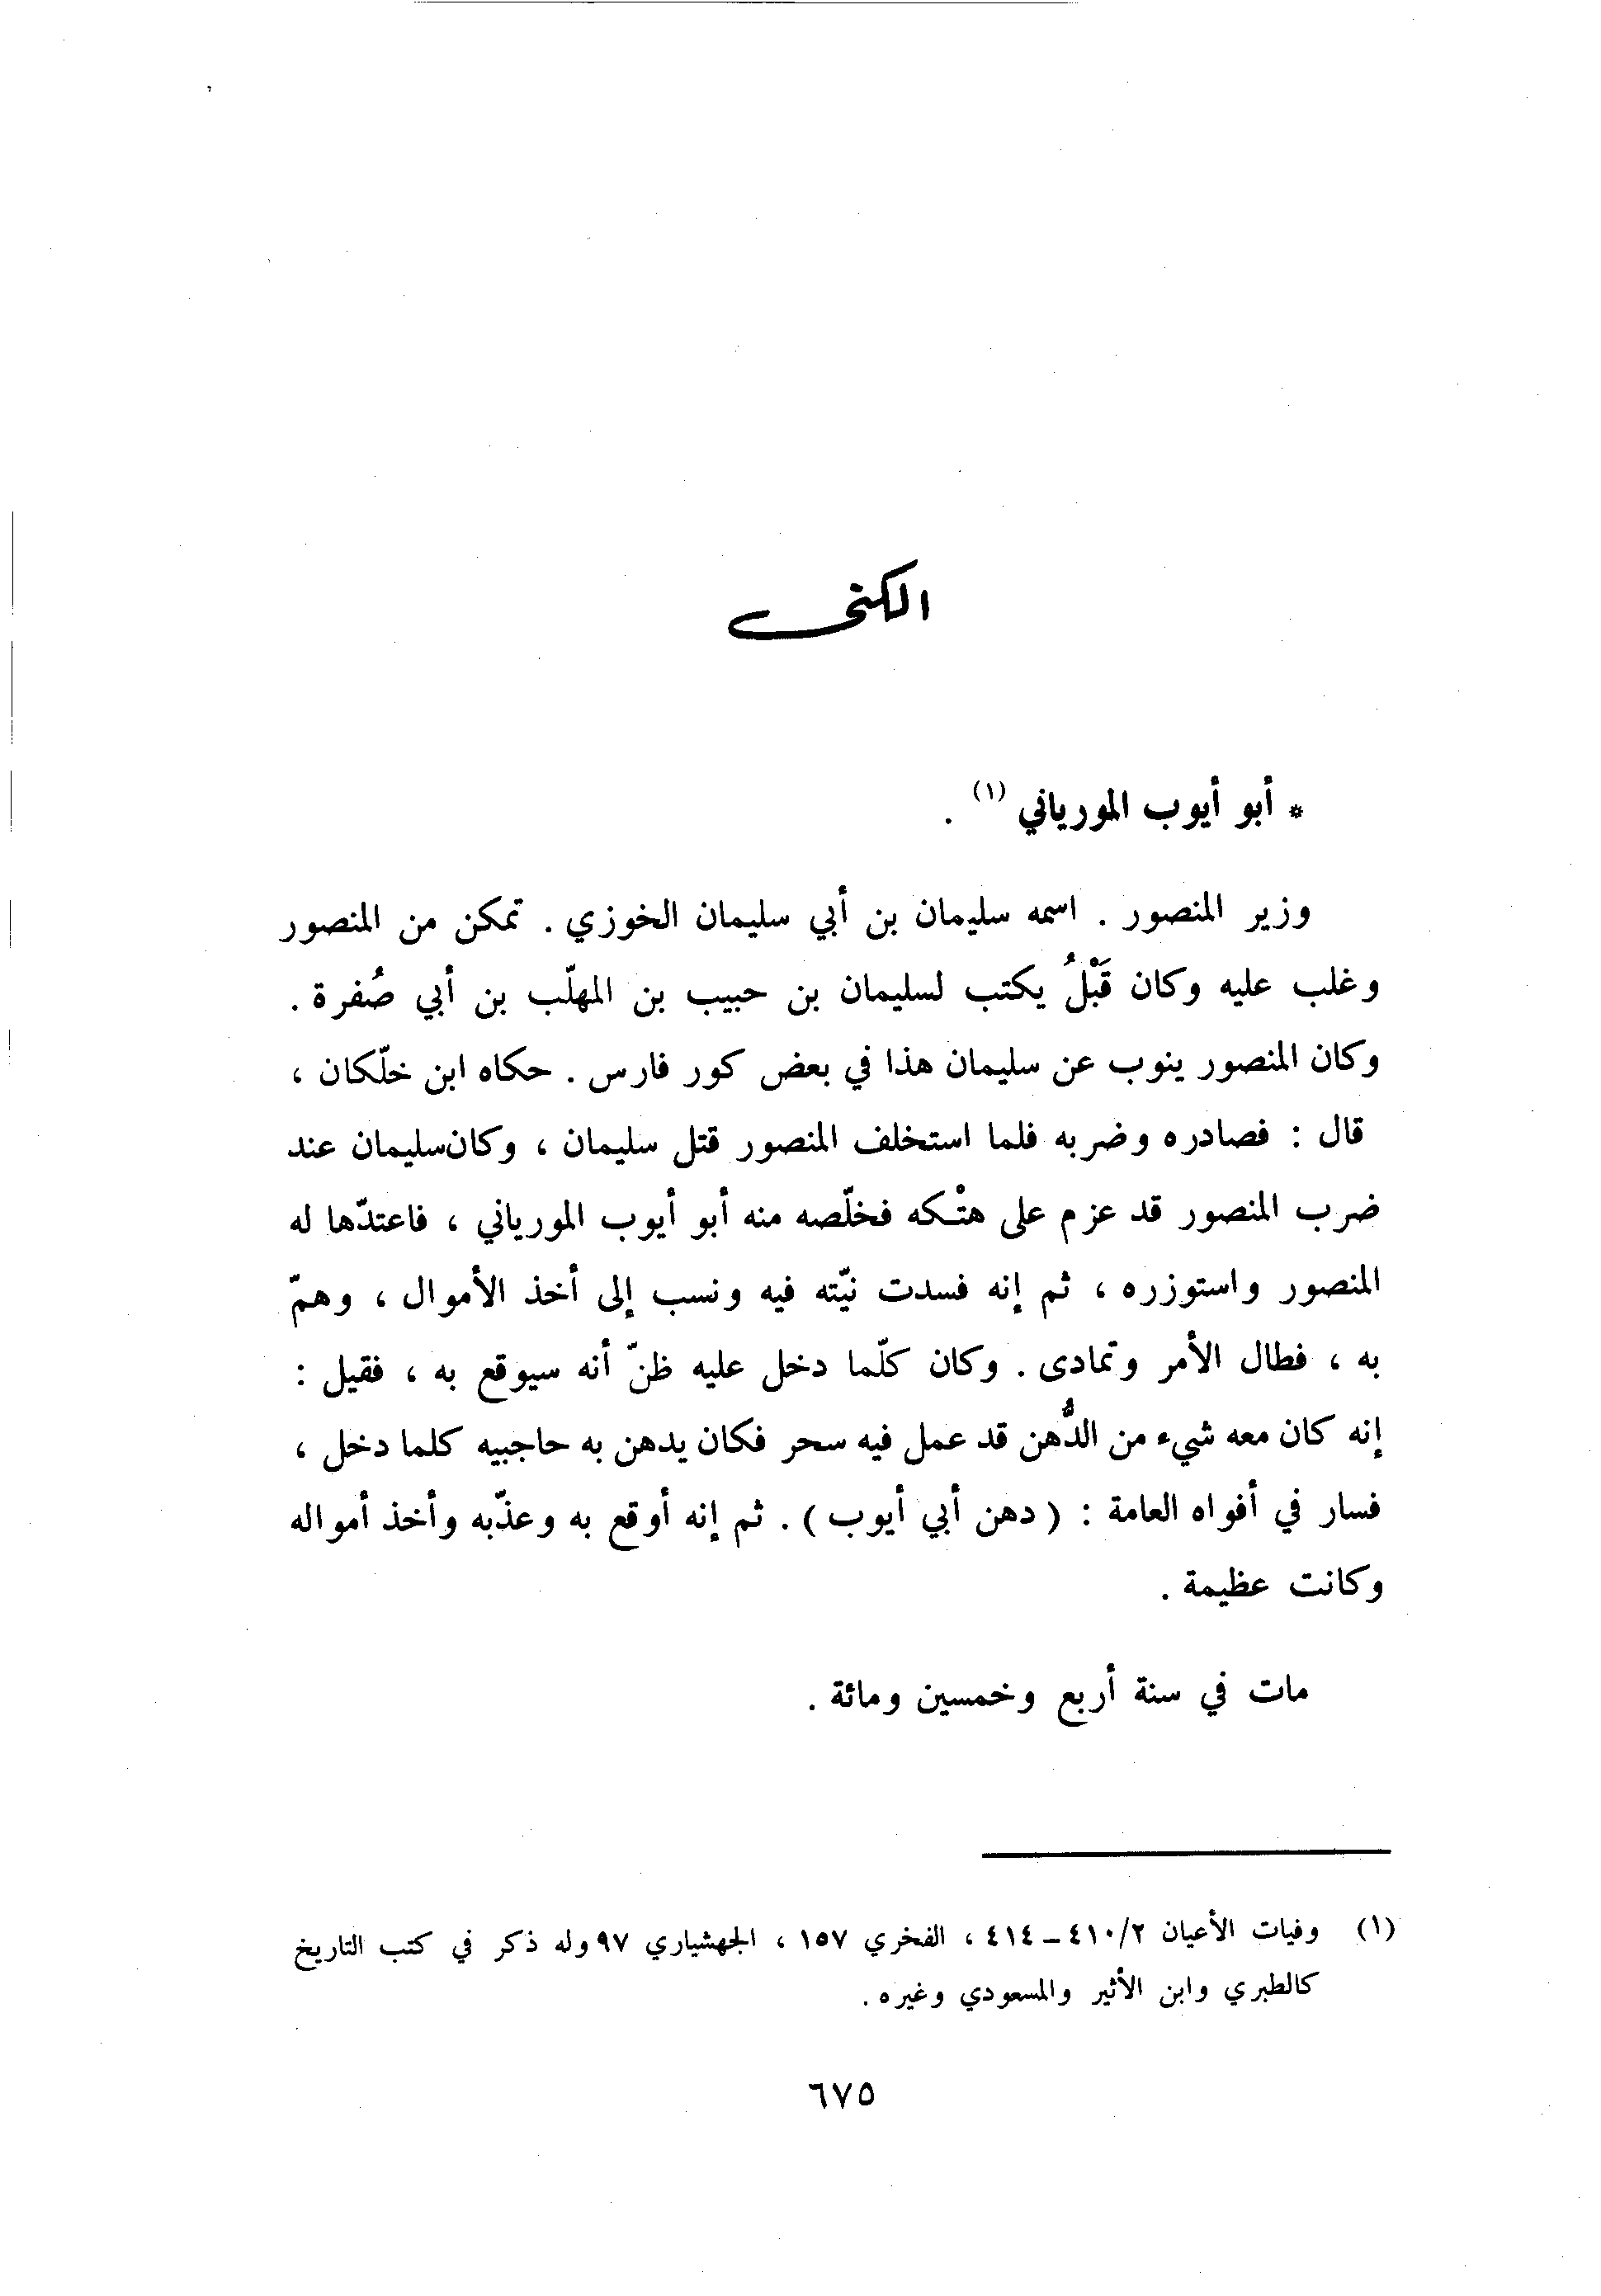 الكنى
* أبو أيوب المورياني (١) .
وزير المنصور . اسمه سليمان بن أبي سليمان الخوزي . تمكن من المنصور
وغلب عليه وكان قَبْلُ يكتب لسليمان بن حبيب بن المهلّب بن أبي صُفرة .
وكان المنصور ينوب عن سليمان هذا في بعض كور فارس . حكاه ابن خلّكان ،
قال : فصادره وضربه فلما استخلف المنصور قتل سليمان ، وكان سليمان عند
ضرب المنصور قد عزم على هتْكه فخلّصه منه أبو أيوب المورياني ، فاعتدّها له
المنصور واستوزره ، ثم إنه فسدت نيّته فيه ونسب إلى أخذ الأموال ، وهمّ
به ، فطال الأمر وتمادى . وكان كلّما دخل عليه ظنّ أنه سيوقع به ، فقيل :
إنه كان معه شيء من الدُّهن قد عمل فيه سحر فكان يدهن به حاجبيه كلما دخل ،
فسار في أفواه العامة : ( دهن أبي أيوب ) . ثم إنه أوقع به وعذّبه وأخذ أمواله
وكانت عظيمة .
مات في سنة أربع وخمسين ومائة .
(١) وفيات الأعيان ٤١٠/٢ ــ ٤١٤ ، الفخري ١٥٧ ، الجهشياري ٩٧ وله ذكر في كتب التاريخ
كالطبري وابن الأثير والمسعودي وغيره .
٦٧٥